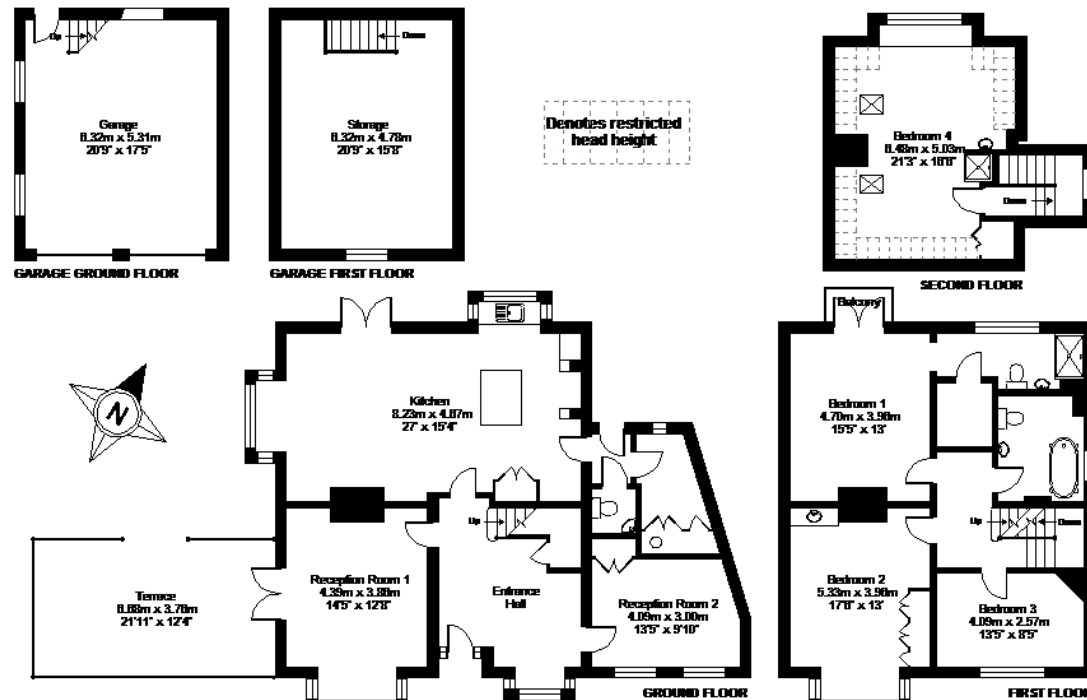 Up
Down
Garage
6.32m x 5.31m
20'9" x 17'5"
GARAGE GROUND FLOOR
Storage
6.32m x 4.78m
20'9" x 15'8"
GARAGE FIRST FLOOR
Denotes restricted
head height
Bedroom 4
6.48m x 5.03m
21'3" x 16'6"
Down
SECOND FLOOR
N
Kitchen
8.23m x 4.67m
27' x 15'4"
Up
Terrace
6.68m x 3.76m
21'11" x 12'4"
Reception Room 1
4.39m x 3.86m
14'5" x 12'8"
Entrance
Hall
Reception Room 2
4.09m x 3.00m
13'5" x 9'10"
GROUND FLOOR
Balcony
Bedroom 1
4.70m x 3.96m
15'5" x 13'
Up
Down
Bedroom 2
5.33m x 3.96m
17'6" x 13'
Bedroom 3
4.09m x 2.57m
13'5" x 8'5"
FIRST FLOOR